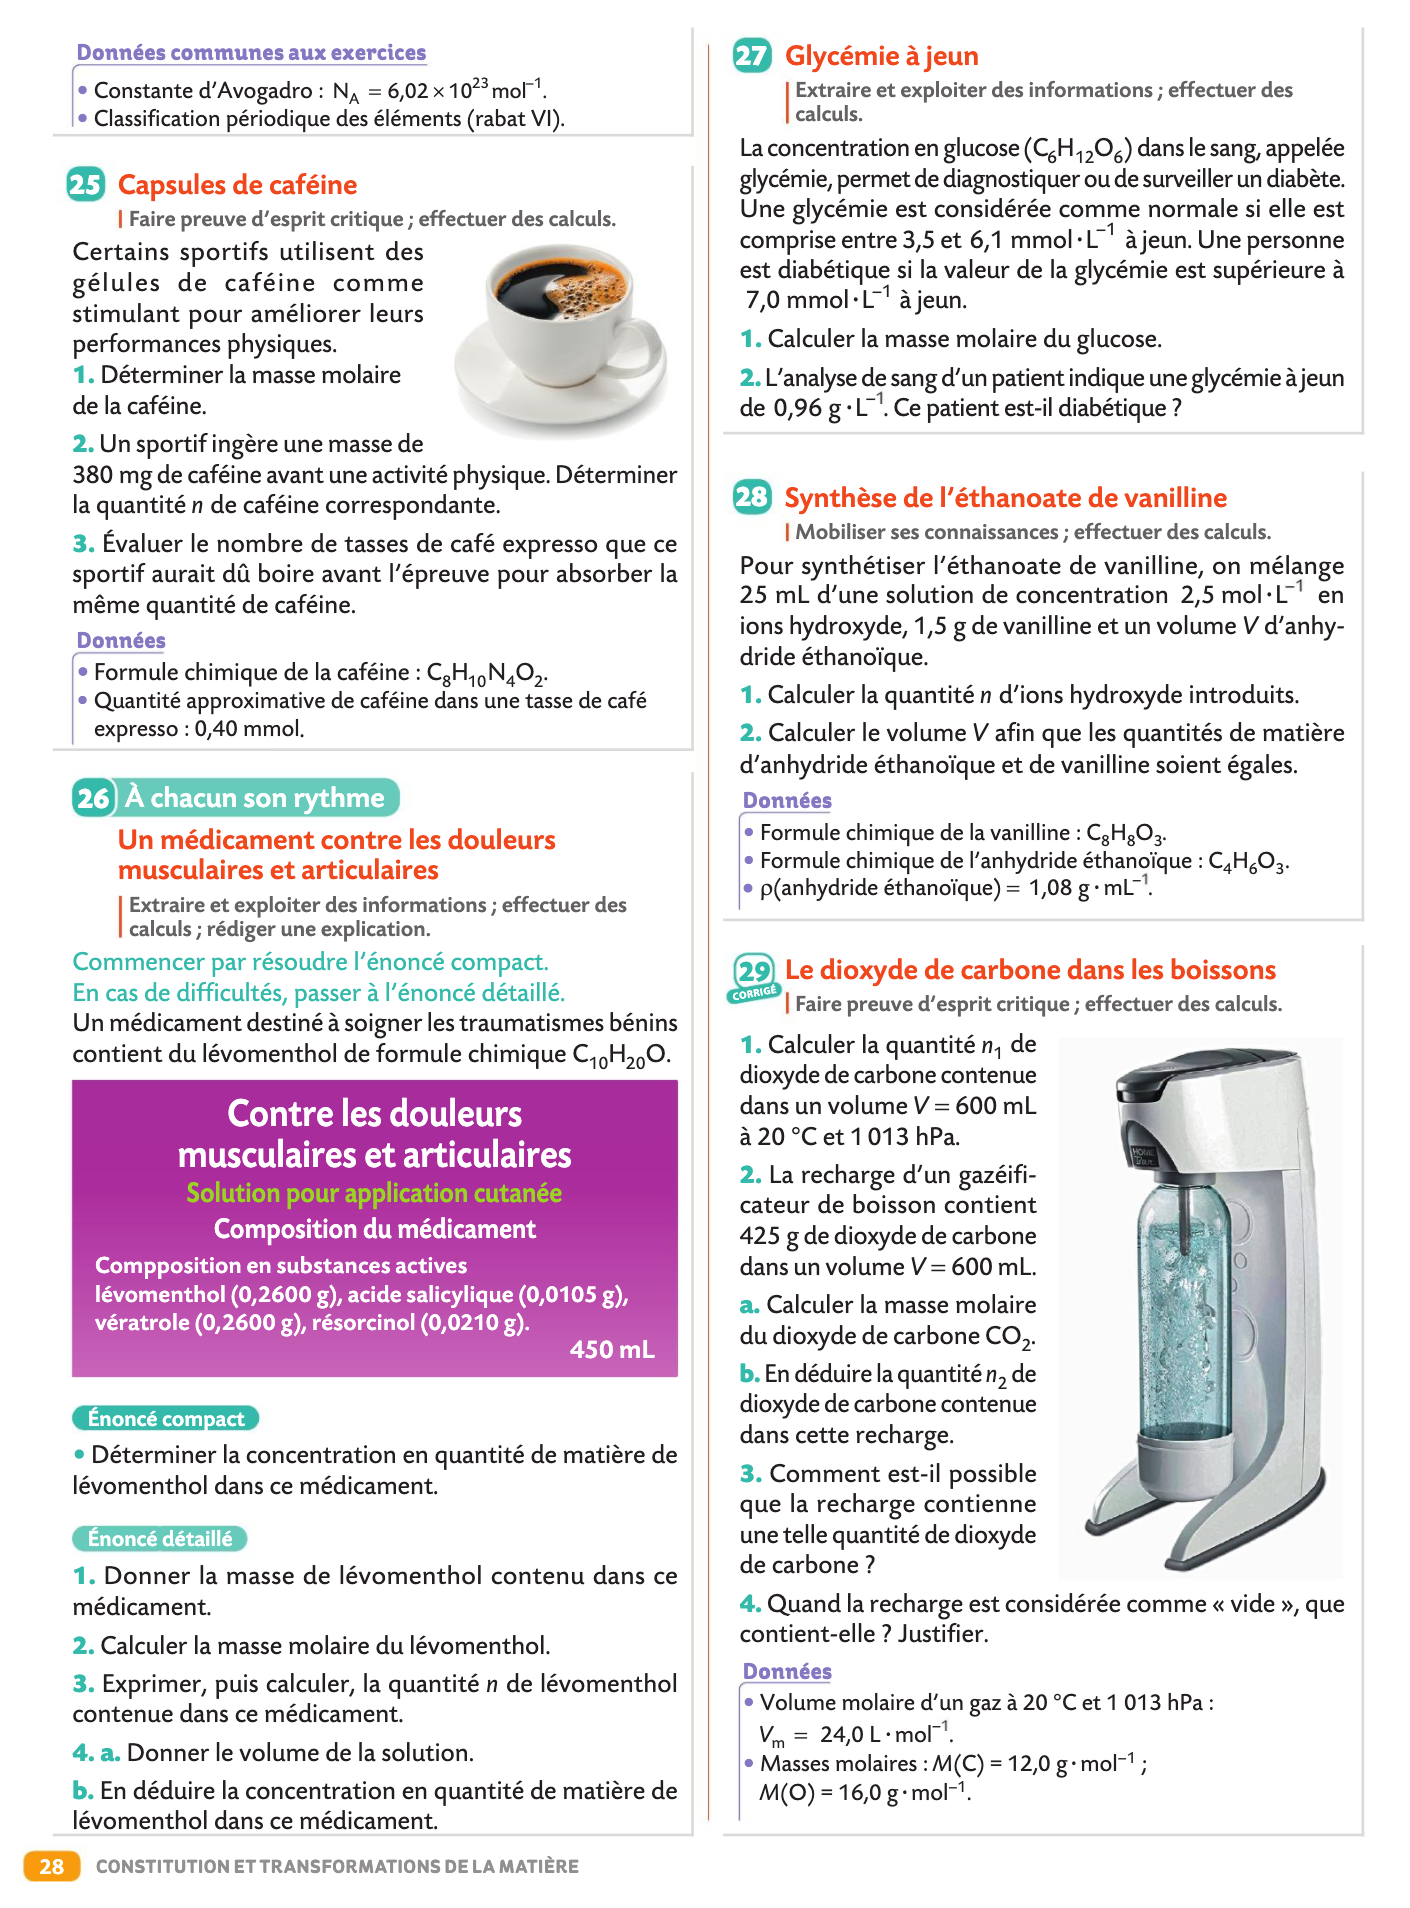 Données communes aux exercices
• Constante d'Avogadro : N_A = 6,02 × 10²³ mol⁻¹.
• Classification périodique des éléments (rabat VI).
25 Capsules de caféine
Faire preuve d'esprit critique ; effectuer des calculs.
Certains sportifs utilisent des
gélules de caféine comme
stimulant pour améliorer leurs
performances physiques.
1. Déterminer la masse molaire
de la caféine.
2. Un sportif ingère une masse de
380 mg de caféine avant une activité physique. Déterminer
la quantité n de caféine correspondante.
3. Évaluer le nombre de tasses de café expresso que ce
sportif aurait dû boire avant l'épreuve pour absorber la
même quantité de caféine.
Données
• Formule chimique de la caféine : C₈H₁₀N₄O₂.
• Quantité approximative de caféine dans une tasse de café
expresso : 0,40 mmol.
26 À chacun son rythme
Un médicament contre les douleurs
musculaires et articulaires
Extraire et exploiter des informations ; effectuer des
calculs ; rédiger une explication.
Commencer par résoudre l'énoncé compact.
En cas de difficultés, passer à l'énoncé détaillé.
Un médicament destiné à soigner les traumatismes bénins
contient du lévomenthol de formule chimique C₁₀H₂₀O.
Contre les douleurs
musculaires et articulaires
Solution pour application cutanée
Composition du médicament
Compposition en substances actives
lévomenthol (0,2600 g), acide salicylique (0,0105 g),
vératrole (0,2600 g), résorcinol (0,0210 g).
450 mL
Énoncé compact
• Déterminer la concentration en quantité de matière de
lévomenthol dans ce médicament.
Énoncé détaillé
1. Donner la masse de lévomenthol contenu dans ce
médicament.
2. Calculer la masse molaire du lévomenthol.
3. Exprimer, puis calculer, la quantité n de lévomenthol
contenue dans ce médicament.
4. a. Donner le volume de la solution.
b. En déduire la concentration en quantité de matière de
lévomenthol dans ce médicament.
27 Glycémie à jeun
Extraire et exploiter des informations ; effectuer des
calculs.
La concentration en glucose (C₆H₁₂O₆) dans le sang, appelée
glycémie, permet de diagnostiquer ou de surveiller un diabète.
Une glycémie est considérée comme normale si elle est
comprise entre 3,5 et 6,1 mmol·L⁻¹ à jeun. Une personne
est diabétique si la valeur de la glycémie est supérieure à
7,0 mmol·L⁻¹ à jeun.
1. Calculer la masse molaire du glucose.
2. L'analyse de sang d'un patient indique une glycémie à jeun
de 0,96 g·L⁻¹. Ce patient est-il diabétique ?
28 Synthèse de l'éthanoate de vanilline
Mobiliser ses connaissances ; effectuer des calculs.
Pour synthétiser l'éthanoate de vanilline, on mélange
25 mL d'une solution de concentration 2,5 mol·L⁻¹ en
ions hydroxyde, 1,5 g de vanilline et un volume V d'anhy-
dride éthanoïque.
1. Calculer la quantité n d'ions hydroxyde introduits.
2. Calculer le volume V afin que les quantités de matière
d'anhydride éthanoïque et de vanilline soient égales.
Données
• Formule chimique de la vanilline : C₈H₈O₃.
• Formule chimique de l'anhydride éthanoïque : C₄H₆O₃.
• ρ(anhydride éthanoïque) = 1,08 g·mL⁻¹.
29 Le dioxyde de carbone dans les boissons
CORRIGÉ
Faire preuve d'esprit critique ; effectuer des calculs.
1. Calculer la quantité n₁ de
dioxyde de carbone contenue
dans un volume V = 600 mL
à 20 °C et 1 013 hPa.
2. La recharge d'un gazéifi-
cateur de boisson contient
425 g de dioxyde de carbone
dans un volume V = 600 mL.
a. Calculer la masse molaire
du dioxyde de carbone CO₂.
b. En déduire la quantité n₂ de
dioxyde de carbone contenue
dans cette recharge.
3. Comment est-il possible
que la recharge contienne
une telle quantité de dioxyde
de carbone ?
HOME
Bar
4. Quand la recharge est considérée comme « vide », que
contient-elle ? Justifier.
Données
• Volume molaire d'un gaz à 20 °C et 1 013 hPa :
V_m = 24,0 L·mol⁻¹.
• Masses molaires : M(C) = 12,0 g·mol⁻¹ ;
M(O) = 16,0 g·mol⁻¹.
28 CONSTITUTION ET TRANSFORMATIONS DE LA MATIÈRE